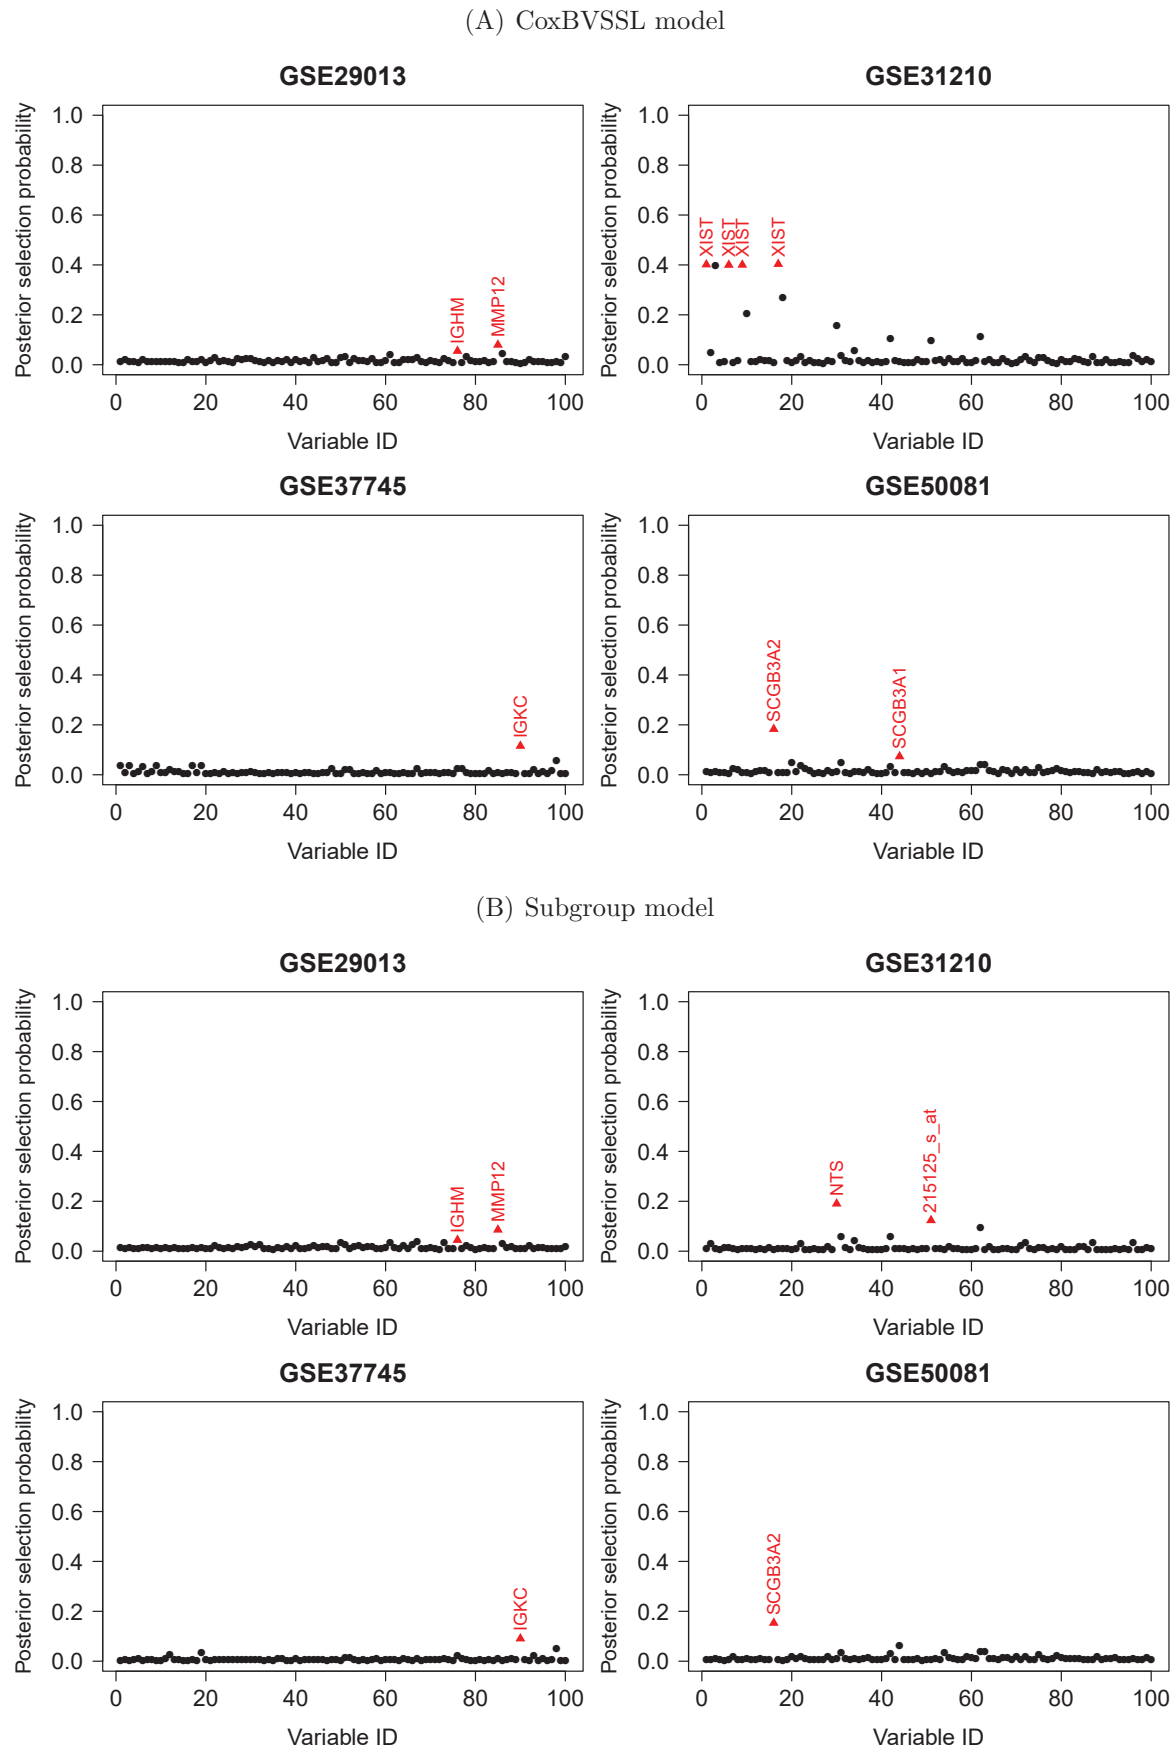 (A) CoxBVSSL model
GSE29013
Posterior selection probability
1.0
0.8
0.6
0.4
0.2
0.0
IGHM
MMP12
0 20 40 60 80 100
Variable ID
GSE31210
Posterior selection probability
1.0
0.8
0.6
0.4
0.2
0.0
XIST
XIST
XIST
XIST
0 20 40 60 80 100
Variable ID
GSE37745
Posterior selection probability
1.0
0.8
0.6
0.4
0.2
0.0
IGKC
0 20 40 60 80 100
Variable ID
GSE50081
Posterior selection probability
1.0
0.8
0.6
0.4
0.2
0.0
SCGB3A2
SCGB3A1
0 20 40 60 80 100
Variable ID
(B) Subgroup model
GSE29013
Posterior selection probability
1.0
0.8
0.6
0.4
0.2
0.0
IGHM
MMP12
0 20 40 60 80 100
Variable ID
GSE31210
Posterior selection probability
1.0
0.8
0.6
0.4
0.2
0.0
NTS
215125_s_at
0 20 40 60 80 100
Variable ID
GSE37745
Posterior selection probability
1.0
0.8
0.6
0.4
0.2
0.0
IGKC
0 20 40 60 80 100
Variable ID
GSE50081
Posterior selection probability
1.0
0.8
0.6
0.4
0.2
0.0
SCGB3A2
0 20 40 60 80 100
Variable ID